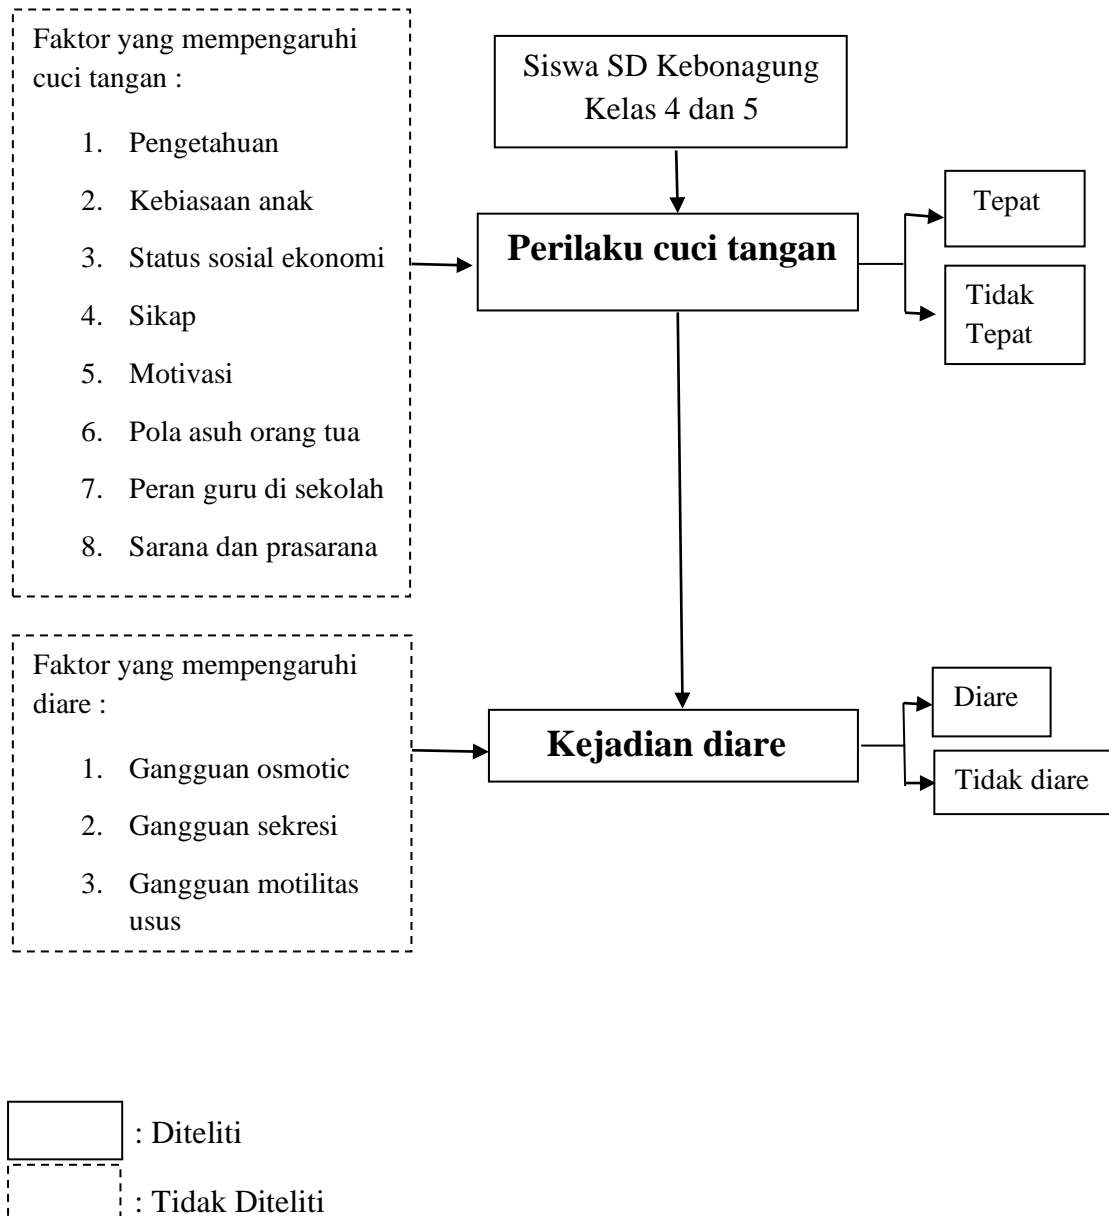 Faktor yang mempengaruhi
cuci tangan :
1. Pengetahuan
2. Kebiasaan anak
3. Status sosial ekonomi
4. Sikap
5. Motivasi
6. Pola asuh orang tua
7. Peran guru di sekolah
8. Sarana dan prasarana
Siswa SD Kebonagung
Kelas 4 dan 5
Perilaku cuci tangan
Tepat
Tidak
Tepat
Faktor yang mempengaruhi
diare :
1. Gangguan osmotic
2. Gangguan sekresi
3. Gangguan motilitas
usus
Kejadian diare
Diare
Tidak diare
: Diteliti
: Tidak Diteliti